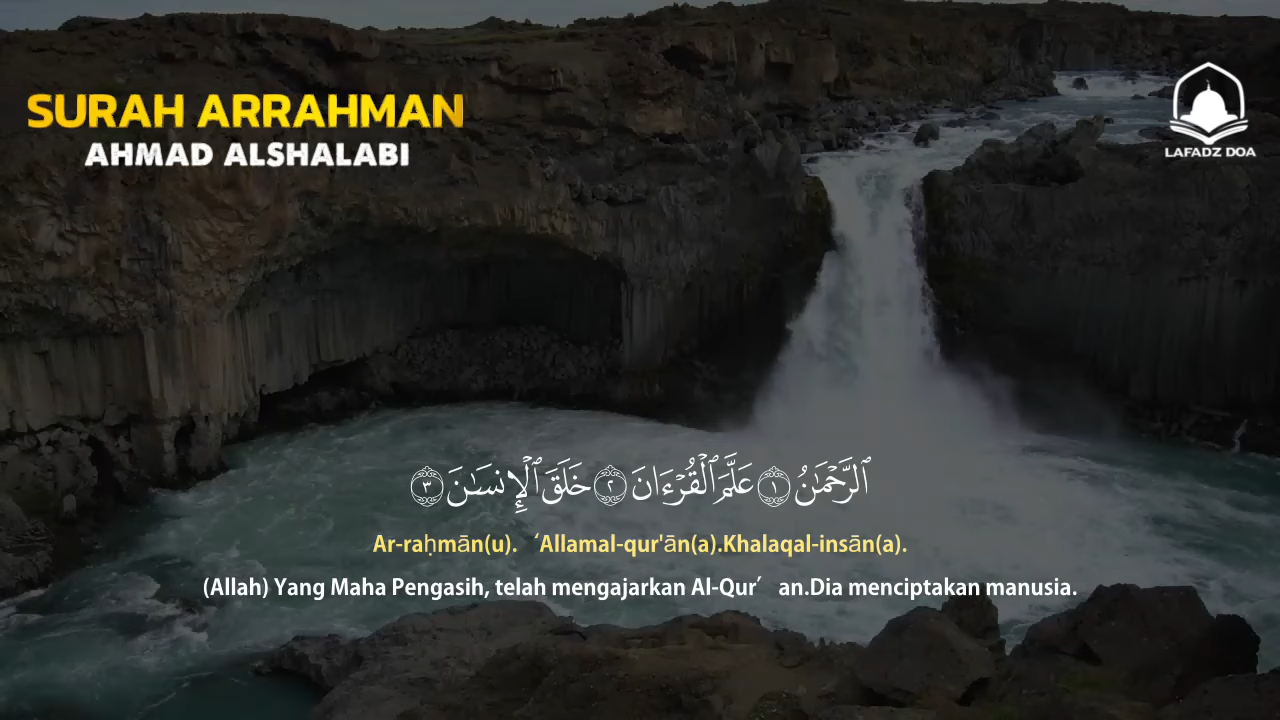 SURAH ARRAHMAN
AHMAD ALSHALABI
LAFADZ DOA
ٱلرَّحْمَٰنُ ١ عَلَّمَ ٱلْقُرْءَانَ ٢ خَلَقَ ٱلْإِنسَٰنَ ٣
Ar-raḥmān(u). ‘Allamal-qur'ān(a).Khalaqal-insān(a).
(Allah) Yang Maha Pengasih, telah mengajarkan Al-Qur′ an.Dia menciptakan manusia.